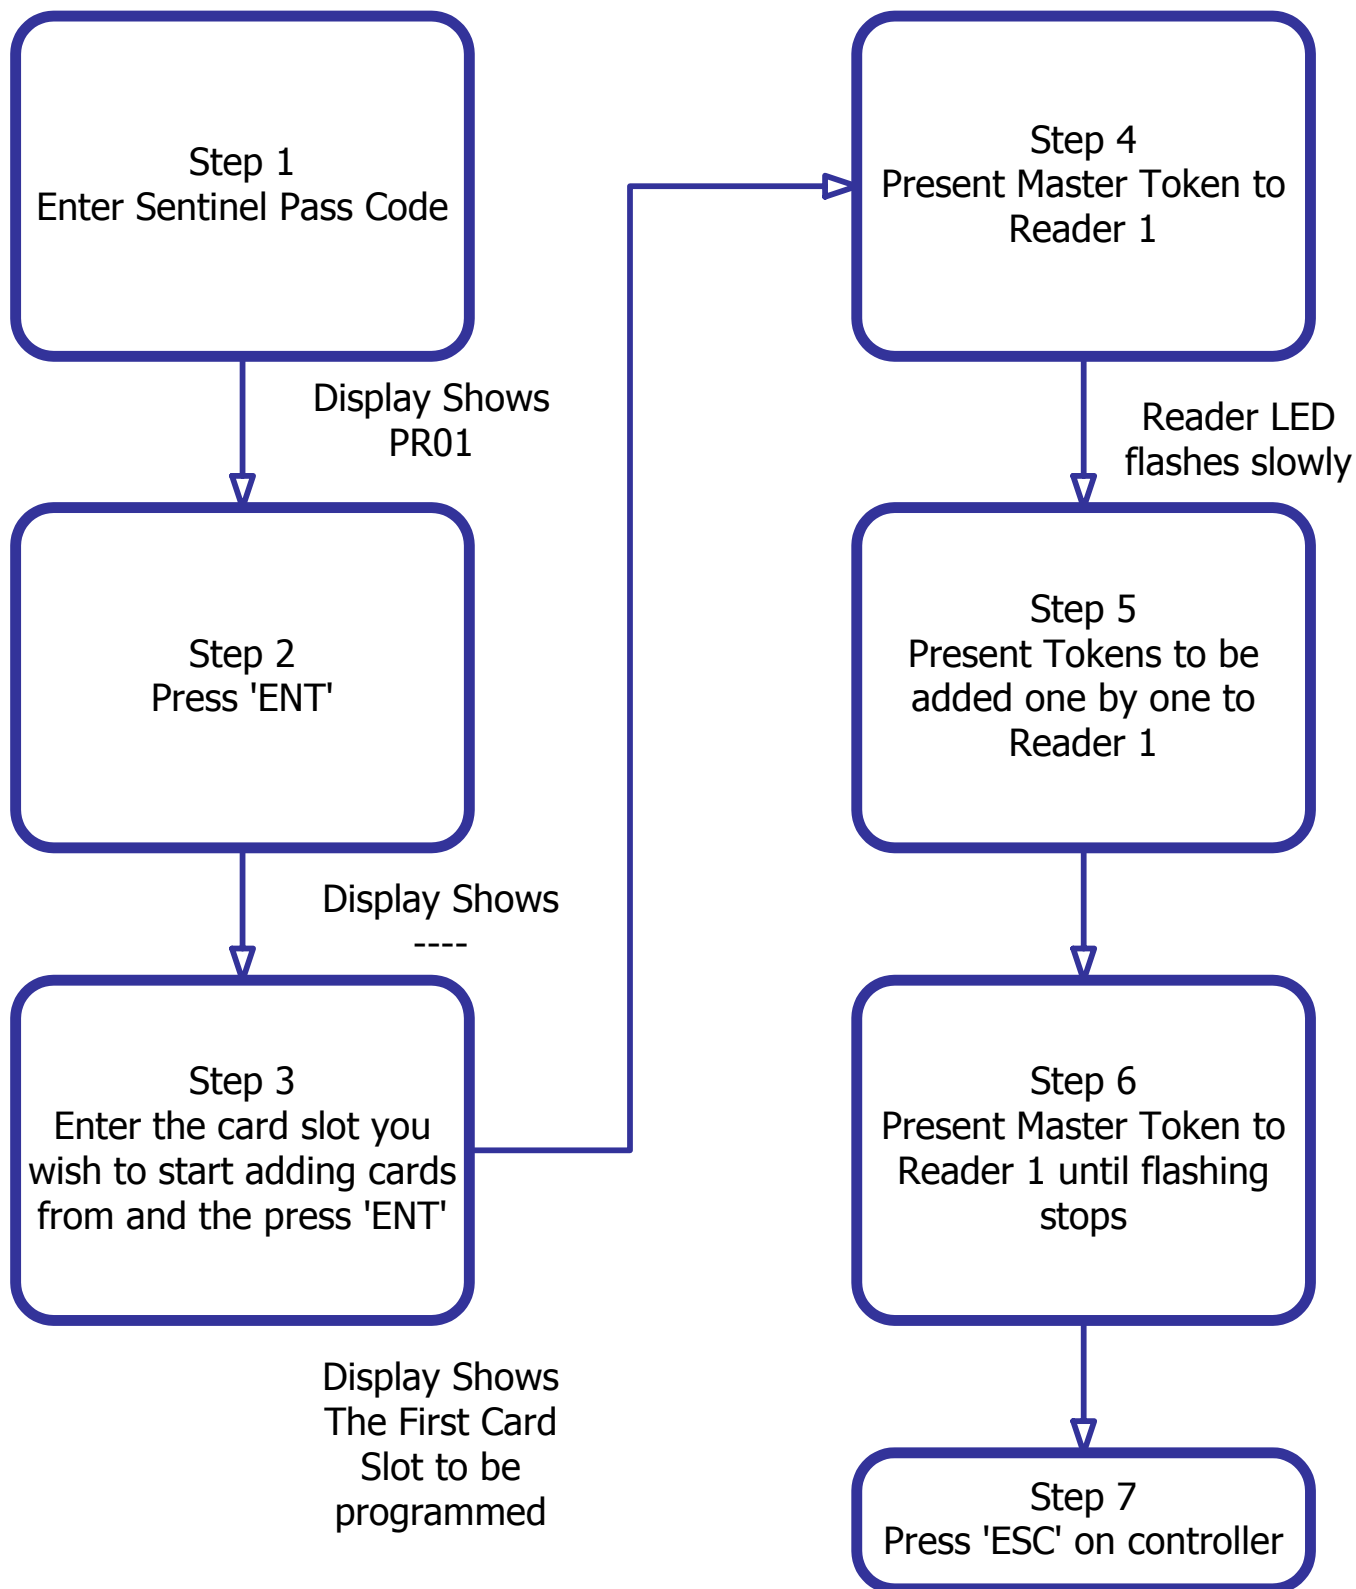 Step 1
Enter Sentinel Pass Code
Display Shows
PR01
Step 2
Press 'ENT'
Display Shows
----
Step 3
Enter the card slot you
wish to start adding cards
from and the press 'ENT'
Display Shows
The First Card
Slot to be
programmed
Step 4
Present Master Token to
Reader 1
Reader LED
flashes slowly
Step 5
Present Tokens to be
added one by one to
Reader 1
Step 6
Present Master Token to
Reader 1 until flashing
stops
Step 7
Press 'ESC' on controller